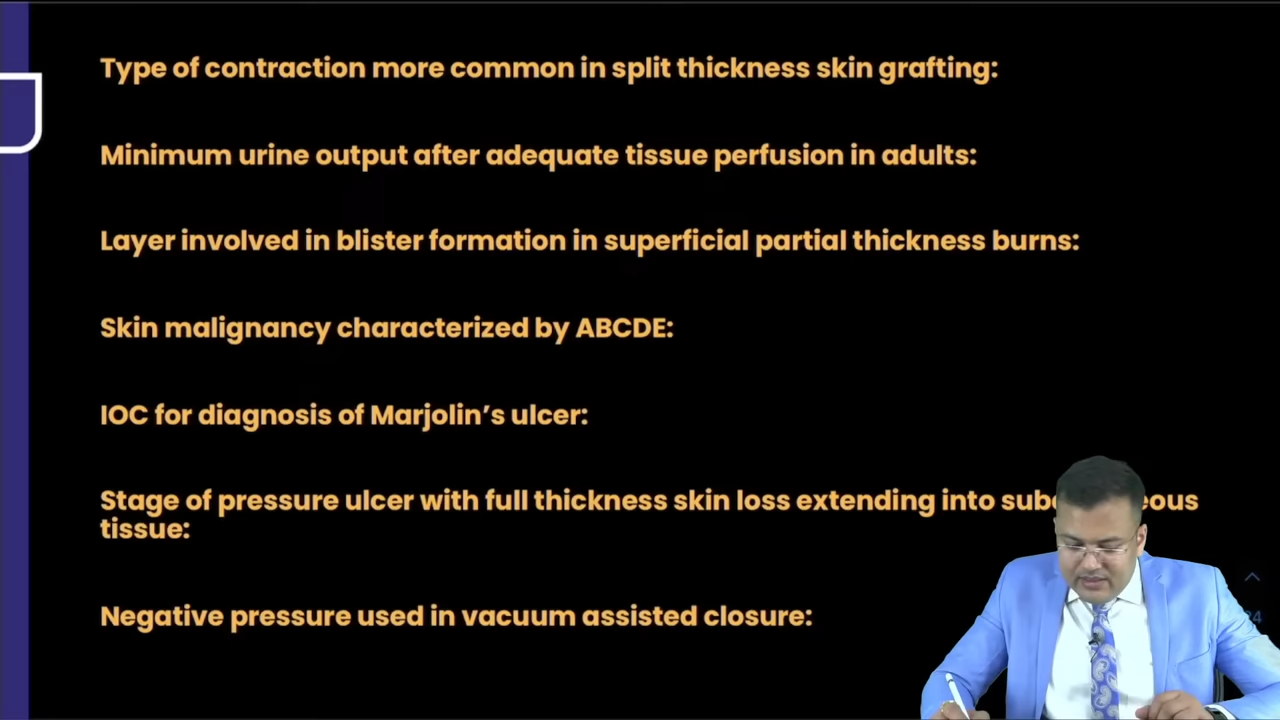 Type of contraction more common in split thickness skin grafting:
Minimum urine output after adequate tissue perfusion in adults:
Layer involved in blister formation in superficial partial thickness burns:
Skin malignancy characterized by ABCDE:
IOC for diagnosis of Marjolin’s ulcer:
Stage of pressure ulcer with full thickness skin loss extending into
tissue:
Negative pressure used in vacuum assisted closure: